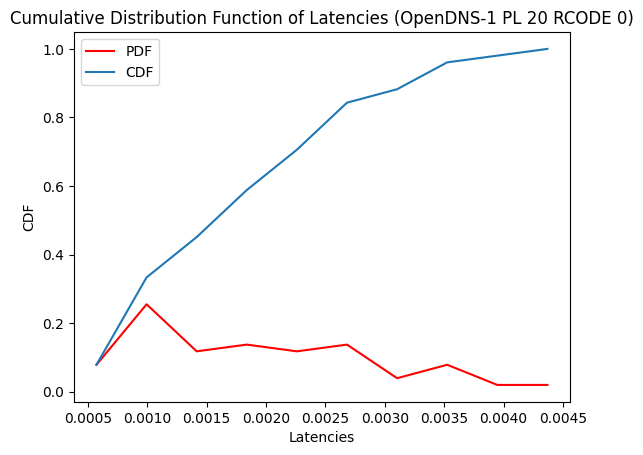 Cumulative Distribution Function of Latencies (OpenDNS-1 PL 20 RCODE 0)
PDF
CDF
1.0
0.8
0.6
0.4
0.2
0.0
CDF
0.0005 0.0010 0.0015 0.0020 0.0025 0.0030 0.0035 0.0040 0.0045
Latencies